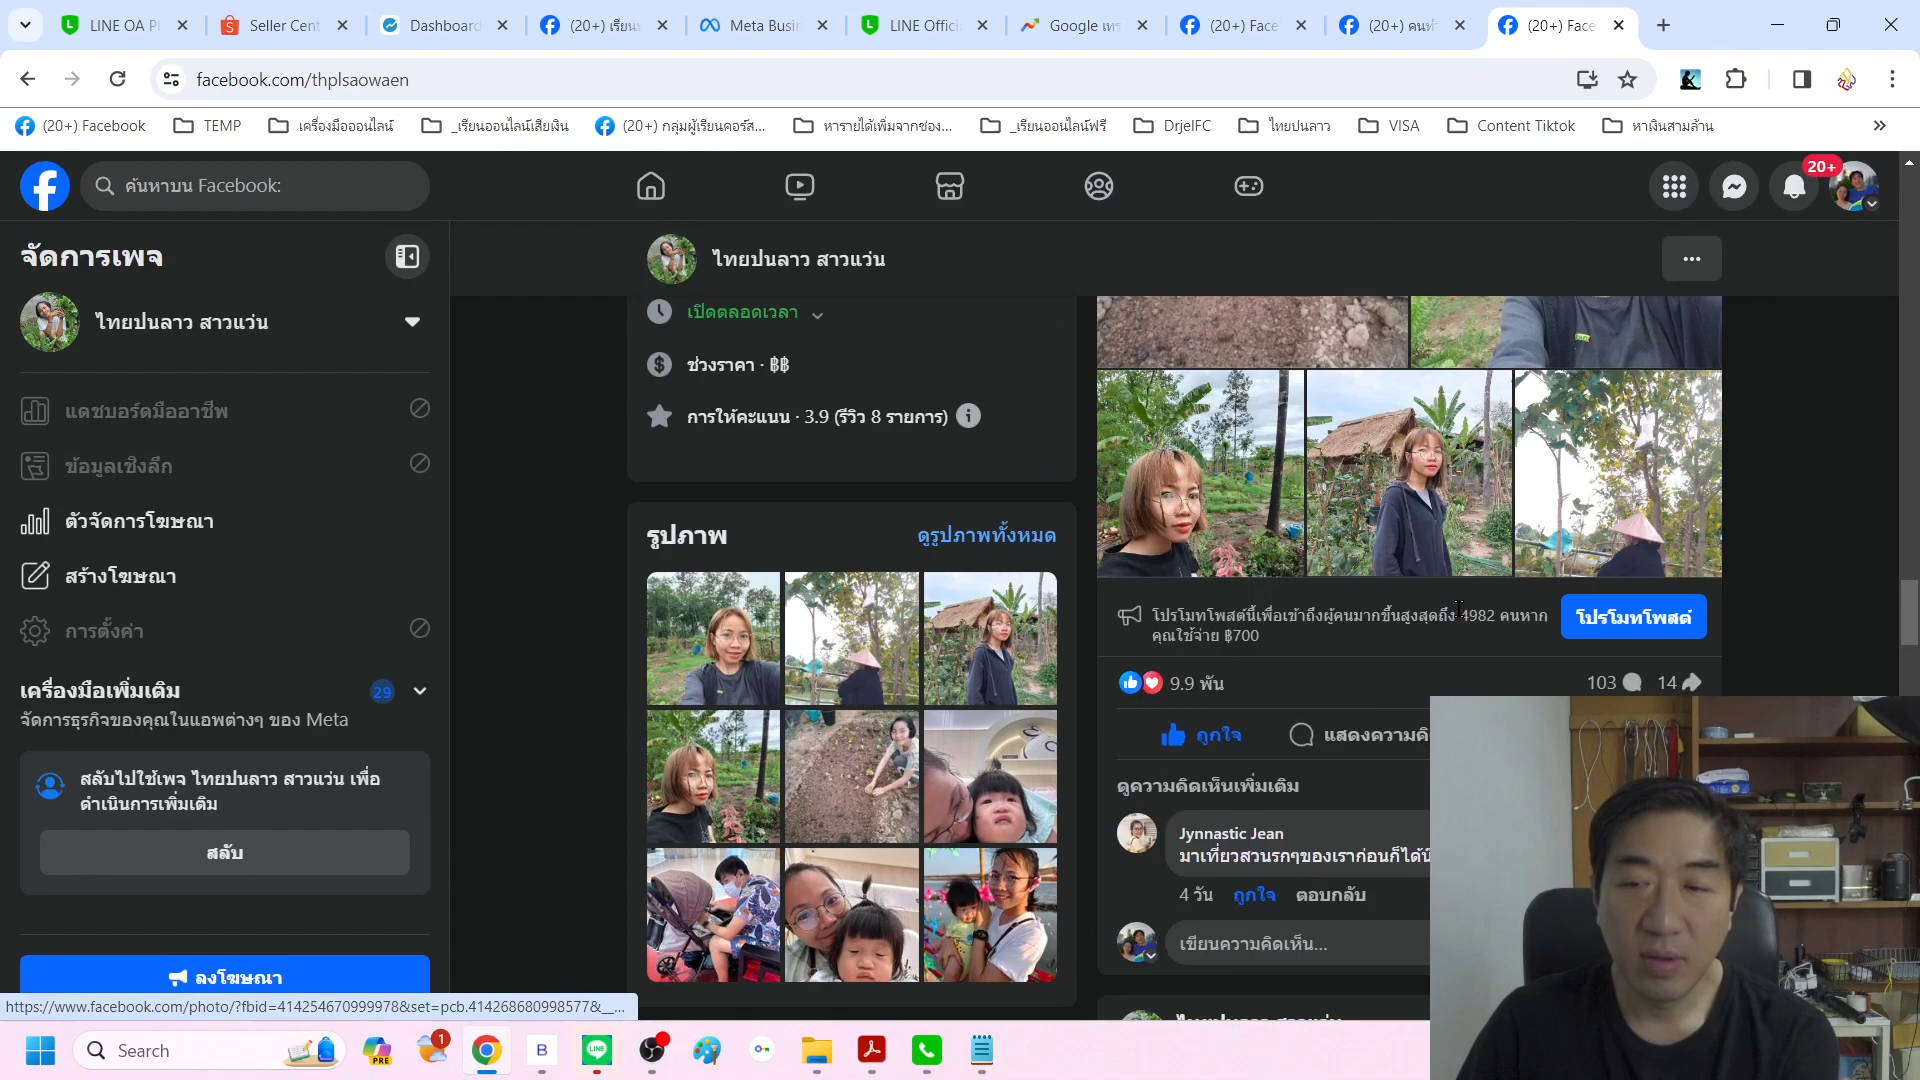 LINE OA Pl
Seller Cent
Dashboard
(20+) เรียน
Meta Busin
LINE Offici
Google เท
(20+) Face
(20+) คนทำ
(20+) Face
facebook.com/thplsaowaen
(20+) Facebook
TEMP
เครื่องมือออนไลน์
_เรียนออนไลน์เสียเงิน
(20+) กลุ่มผู้เรียนคอร์ส...
หารายได้เพิ่มจากช่อง...
_เรียนออนไลน์ฟรี
DrjeIFC
ไทยปนลาว
VISA
Content Tiktok
หาเงินสามล้าน
ค้นหาบน Facebook:
20+
จัดการเพจ
ไทยปนลาว สาวแว่น
แดชบอร์ดมืออาชีพ
ข้อมูลเชิงลึก
ตัวจัดการโฆษณา
สร้างโฆษณา
การตั้งค่า
เครื่องมือเพิ่มเติม
29
จัดการธุรกิจของคุณในแอพต่างๆ ของ Meta
สลับไปใช้เพจ ไทยปนลาว สาวแว่น เพื่อ
ดำเนินการเพิ่มเติม
สลับ
ลงโฆษณา
https://www.facebook.com/photo/?fbid=414254670999978&set=pcb.414268680998577&__...
ไทยปนลาว สาวแว่น
เปิดตลอดเวลา
ช่วงราคา · ฿฿
การให้คะแนน · 3.9 (รีวิว 8 รายการ)
รูปภาพ
ดูรูปภาพทั้งหมด
โปรโมทโพสต์นี้เพื่อเข้าถึงผู้คนมากขึ้นสูงสุดถึง 4982 คนหาก
คุณใช้จ่าย ฿700
โปรโมทโพสต์
9.9 พัน
103
14
ถูกใจ
แสดงความคิ
ดูความคิดเห็นเพิ่มเติม
Jynnastic Jean
มาเที่ยวสวนรกๆของเราก่อนก็ได้น
4 วัน
ถูกใจ
ตอบกลับ
เขียนความคิดเห็น...
ไทยปนลาว สาวแว่น
Search
PRE
1
B